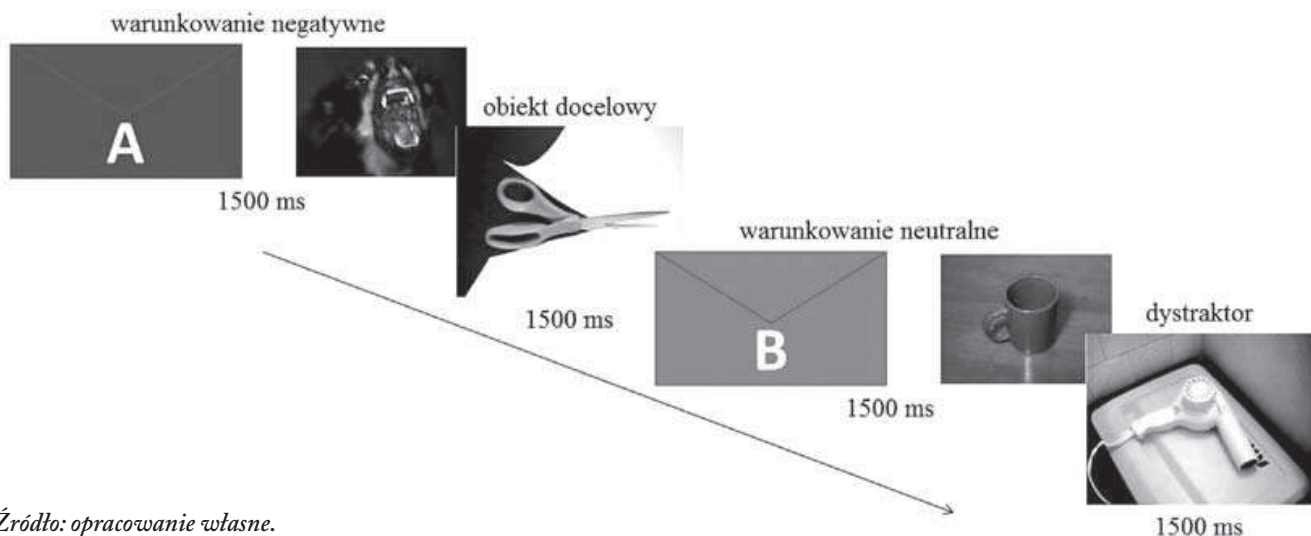 warunkowanie negatywne
A
1500 ms
obiekt docelowy
1500 ms
warunkowanie neutralne
B
1500 ms
dystraktor
1500 ms
Źródło: opracowanie własne.